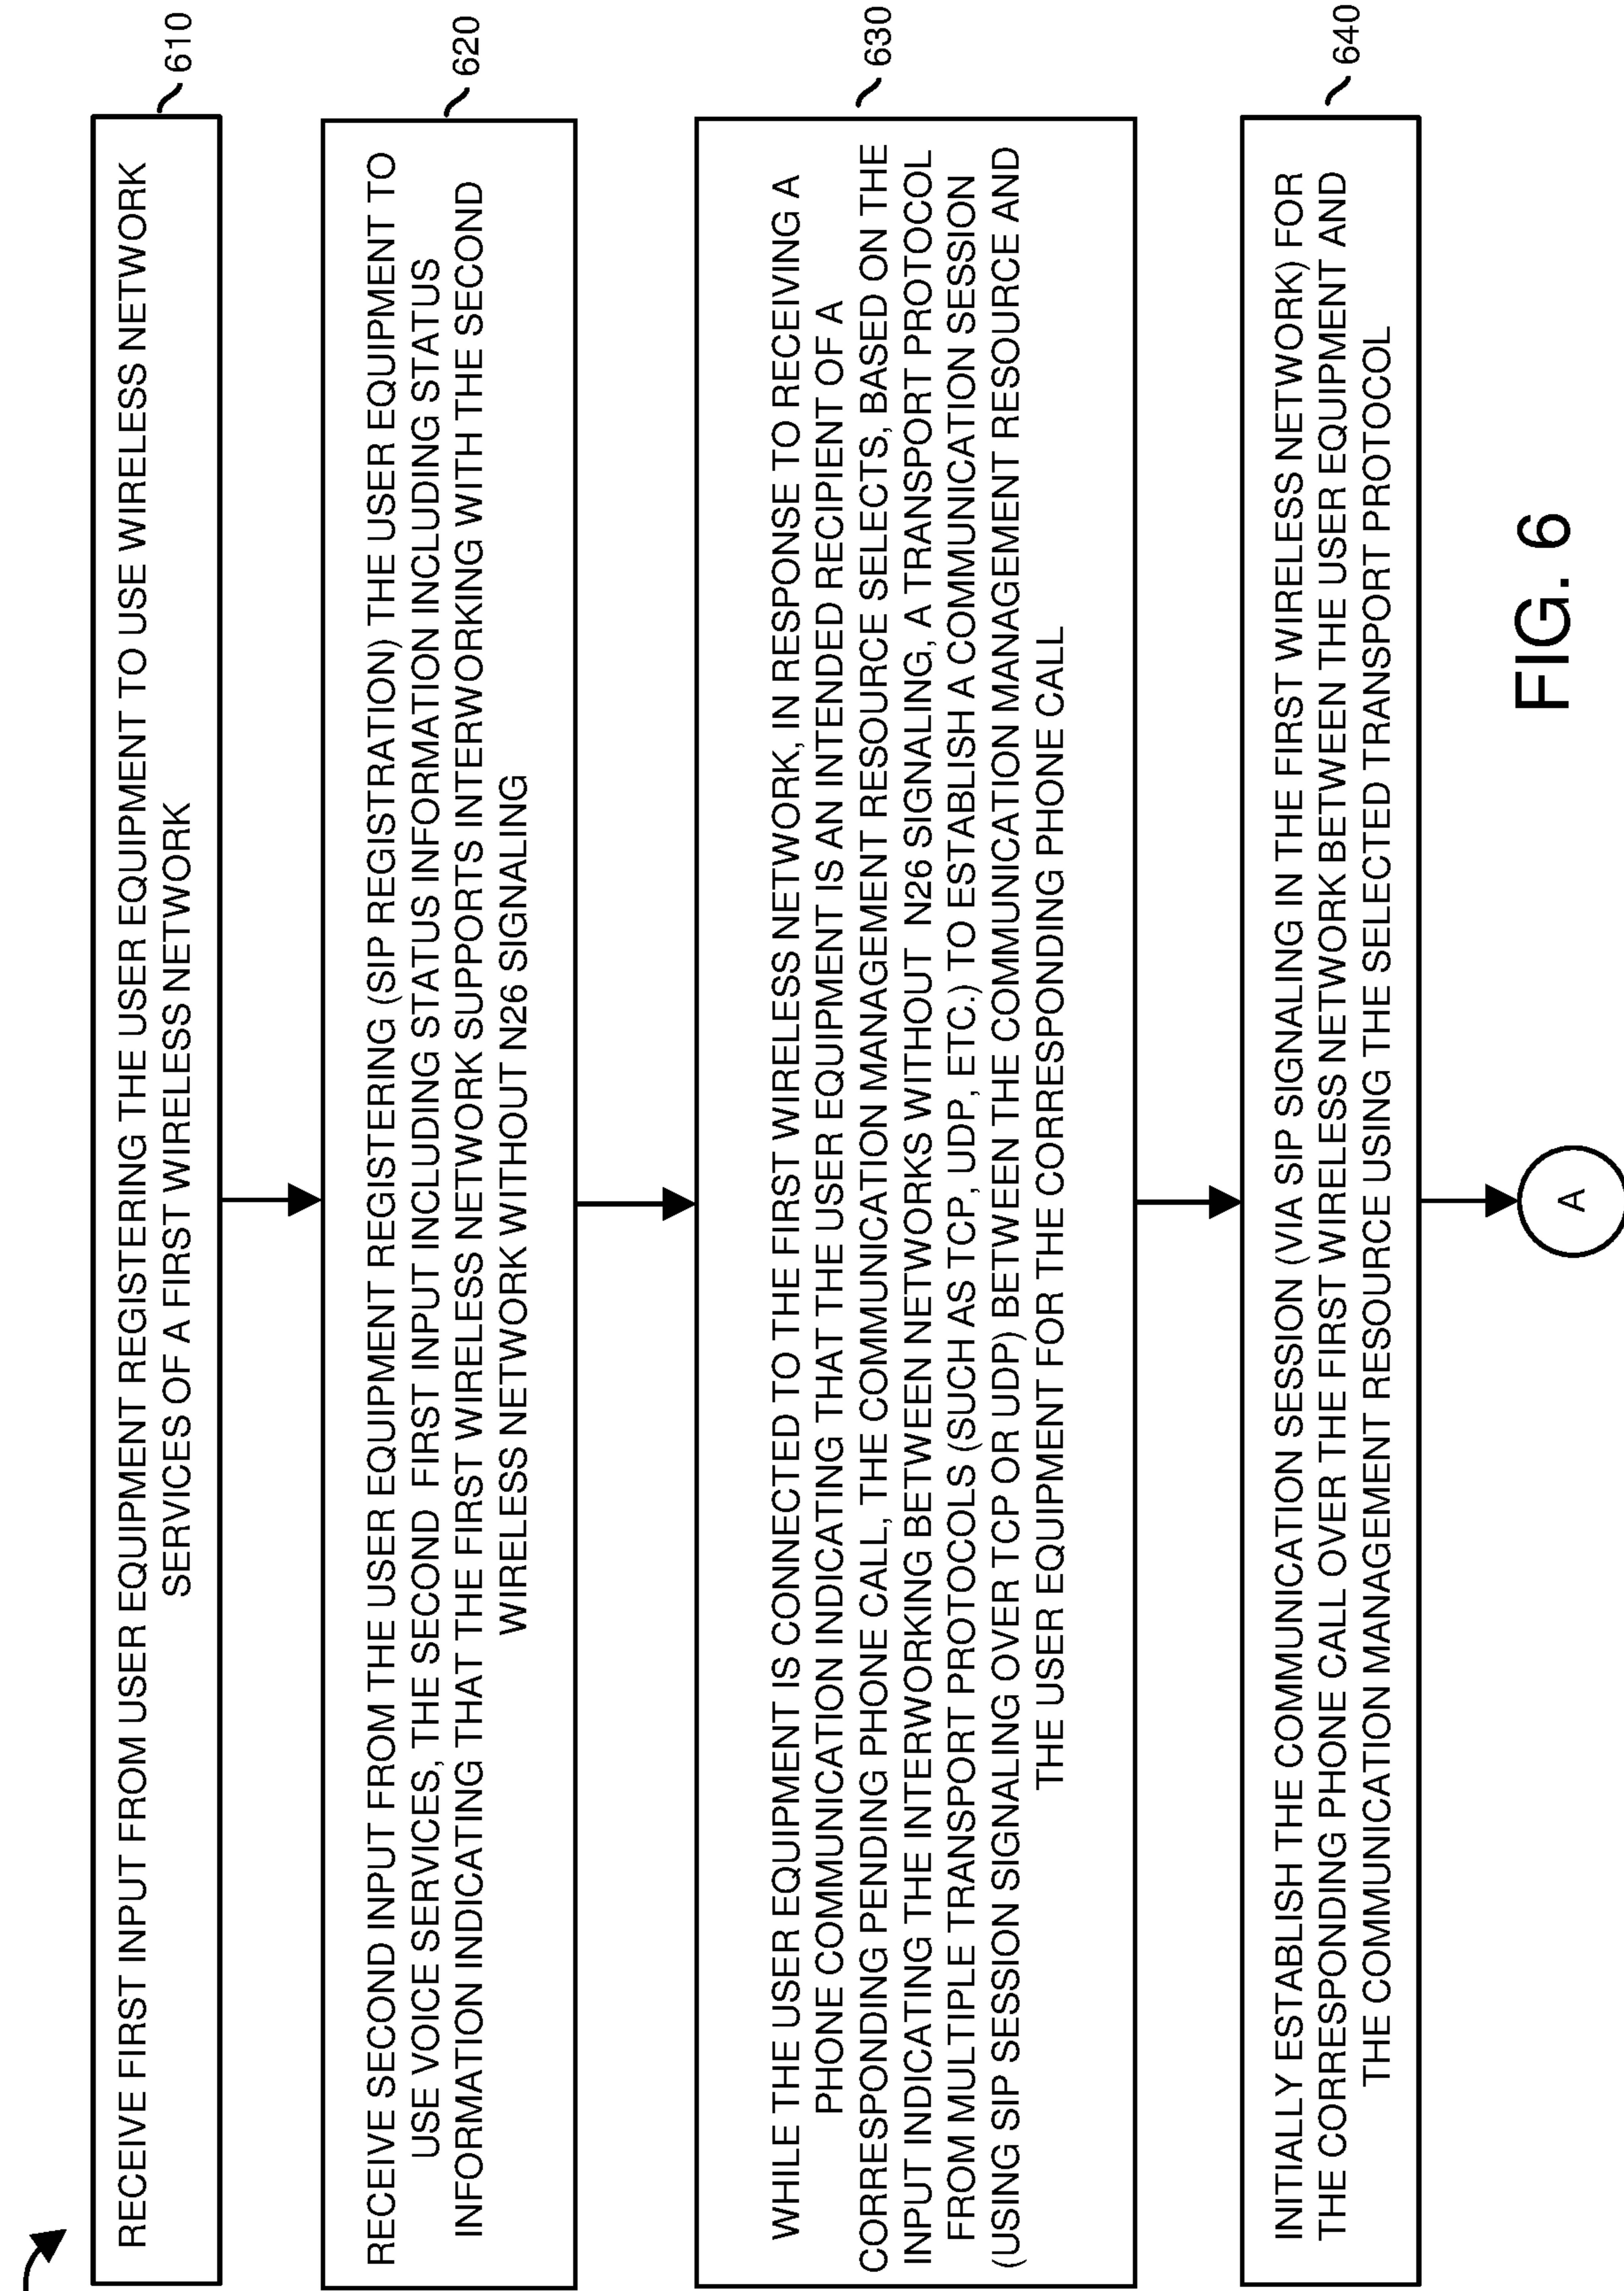 RECEIVE FIRST INPUT FROM USER EQUIPMENT REGISTERING THE USER EQUIPMENT TO USE WIRELESS NETWORK
SERVICES OF A FIRST WIRELESS NETWORK
610
RECEIVE SECOND INPUT FROM THE USER EQUIPMENT REGISTERING (SIP REGISTRATION) THE USER EQUIPMENT TO
USE VOICE SERVICES, THE SECOND FIRST INPUT INCLUDING STATUS INFORMATION INCLUDING STATUS
INFORMATION INDICATING THAT THE FIRST WIRELESS NETWORK SUPPORTS INTERWORKING WITH THE SECOND
WIRELESS NETWORK WITHOUT N26 SIGNALING
620
WHILE THE USER EQUIPMENT IS CONNECTED TO THE FIRST WIRELESS NETWORK, IN RESPONSE TO RECEIVING A
PHONE COMMUNICATION INDICATING THAT THE USER EQUIPMENT IS AN INTENDED RECIPIENT OF A
CORRESPONDING PENDING PHONE CALL, THE COMMUNICATION MANAGEMENT RESOURCE SELECTS, BASED ON THE
INPUT INDICATING THE INTERWORKING BETWEEN NETWORKS WITHOUT N26 SIGNALING, A TRANSPORT PROTOCOL
FROM MULTIPLE TRANSPORT PROTOCOLS (SUCH AS TCP, UDP, ETC.) TO ESTABLISH A COMMUNICATION SESSION
(USING SIP SESSION SIGNALING OVER TCP OR UDP) BETWEEN THE COMMUNICATION MANAGEMENT RESOURCE AND
THE USER EQUIPMENT FOR THE CORRESPONDING PHONE CALL
630
INITIALLY ESTABLISH THE COMMUNICATION SESSION (VIA SIP SIGNALING IN THE FIRST WIRELESS NETWORK) FOR
THE CORRESPONDING PHONE CALL OVER THE FIRST WIRELESS NETWORK BETWEEN THE USER EQUIPMENT AND
THE COMMUNICATION MANAGEMENT RESOURCE USING THE SELECTED TRANSPORT PROTOCOL
640
A
FIG. 6